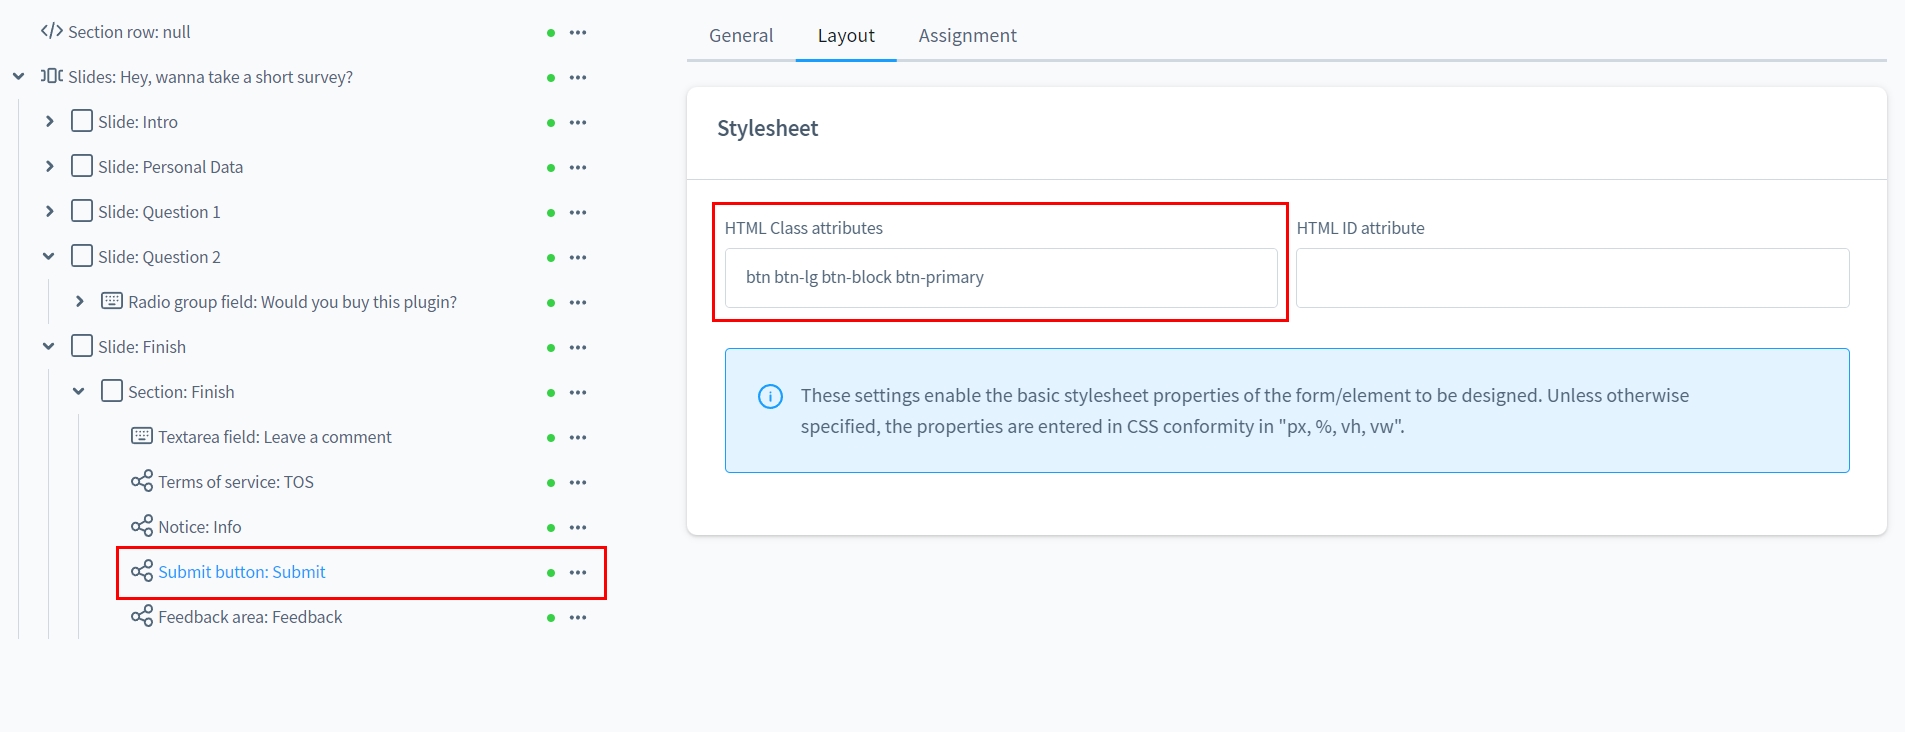 Section row: null
Slides: Hey, wanna take a short survey?
Slide: Intro
Slide: Personal Data
Slide: Question 1
Slide: Question 2
Radio group field: Would you buy this plugin?
Slide: Finish
Section: Finish
Textarea field: Leave a comment
Terms of service: TOS
Notice: Info
Submit button: Submit
Feedback area: Feedback
General Layout Assignment
Stylesheet
HTML Class attributes HTML ID attribute
btn btn-lg btn-block btn-primary
These settings enable the basic stylesheet properties of the form/element to be designed. Unless otherwise
specified, the properties are entered in CSS conformity in "px, %, vh, vw".